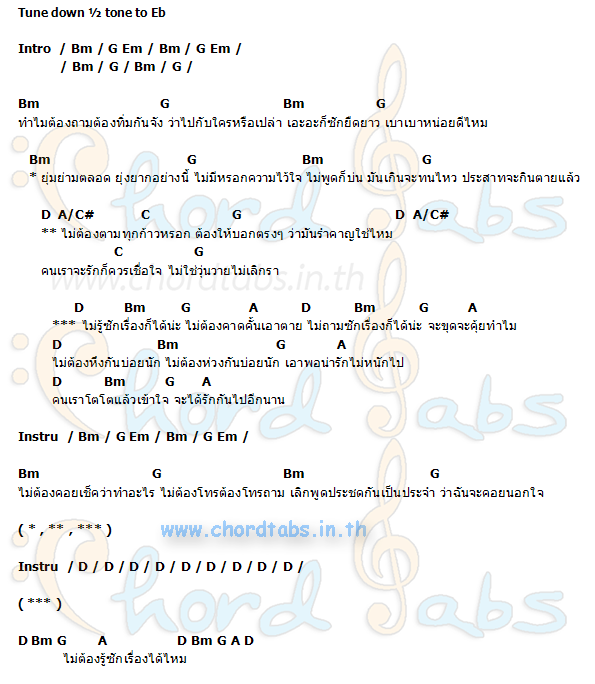 Tune down ½ tone to Eb
Intro / Bm / G Em / Bm / G Em /
/ Bm / G / Bm / G /
Bm G Bm G
ทำไมต้องถามต้องทิ่มกันจัง ว่าไปกับใครหรือเปล่า เอะอะก็ซักยืดยาว เบาเบาหน่อยดีไหม
Bm G Bm G
* ยุ่มย่ามตลอด ยุ่งยากอย่างนี้ ไม่มีหรอกความไว้ใจ ไม่พูดก็บ่น มันเกินจะทนไหว ประสาทจะกินตายแล้ว
D A/C# C G D A/C#
** ไม่ต้องตามทุกก้าวหรอก ต้องให้บอกตรงๆ ว่ามันรำคาญใช่ไหม
C G
คนเราจะรักก็ควรเชื่อใจ ไม่ใช่วุ่นวายไม่เลิกรา
www.chordtabs.in.th
D Bm G A D Bm G A
*** ไม่รู้ซักเรื่องก็ได้น่ะ ไม่ต้องคาดคั้นเอาตาย ไม่ถามซักเรื่องก็ได้น่ะ จะขุดจะคุ้ยทำไม
D Bm G A
ไม่ต้องหึงกันบ่อยนัก ไม่ต้องห่วงกันบ่อยนัก เอาพอน่ารักไม่หนักไป
D Bm G A
คนเราโตโตแล้วเข้าใจ จะได้รักกันไปอีกนาน
Instru / Bm / G Em / Bm / G Em /
Bm G Bm G
ไม่ต้องคอยเช็คว่าทำอะไร ไม่ต้องโทรต้องโทรถาม เลิกพูดประชดกันเป็นประจำ ว่าฉันจะคอยนอกใจ
( * , ** , *** ) www.chordtabs.in.th
Instru / D / D / D / D / D / D / D / D / D /
( *** )
D Bm G A D Bm G A D
ไม่ต้องรู้ซักเรื่องได้ไหม
Chord Tabs
Chord Tabs